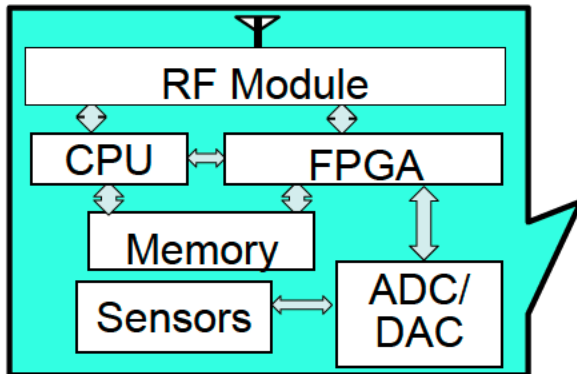 RF Module
CPU
FPGA
Memory
Sensors
ADC/
DAC